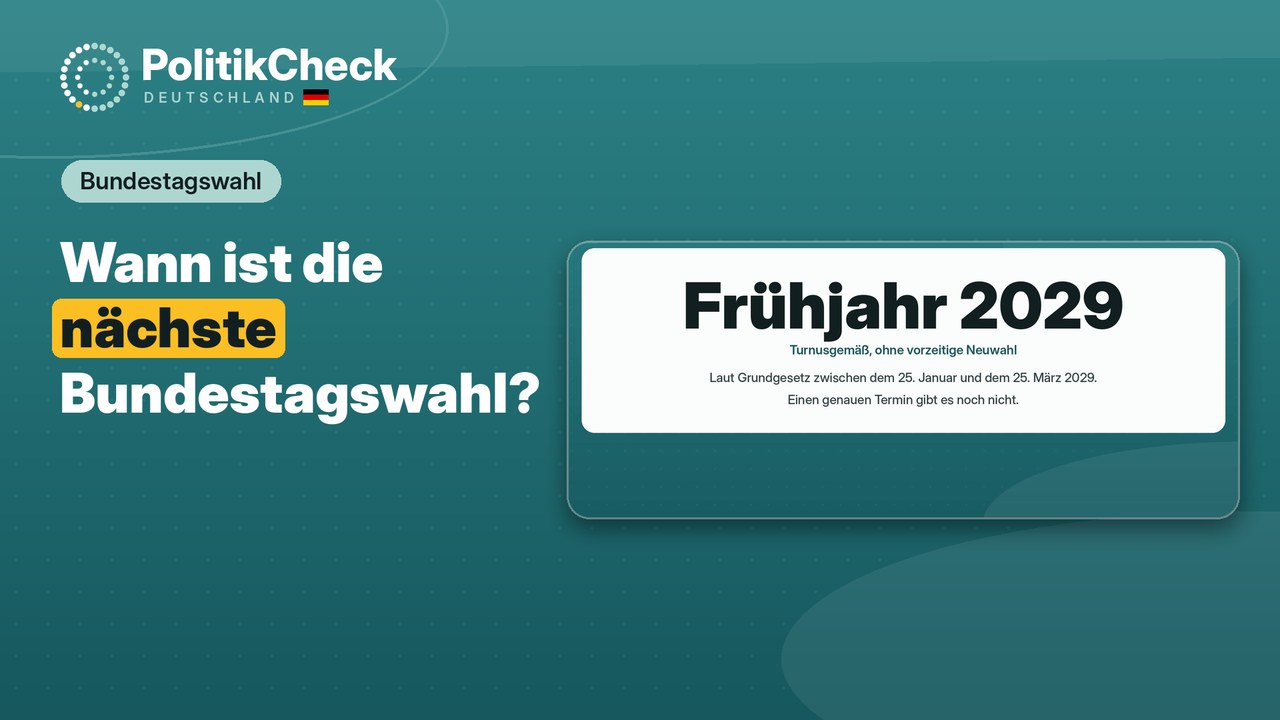 PolitikCheck
DEUTSCHLAND
Bundestagswahl
Wann ist die
nächste
Bundestagswahl?
Frühjahr 2029
Turnusgemäß, ohne vorzeitige Neuwahl
Laut Grundgesetz zwischen dem 25. Januar und dem 25. März 2029.
Einen genauen Termin gibt es noch nicht.